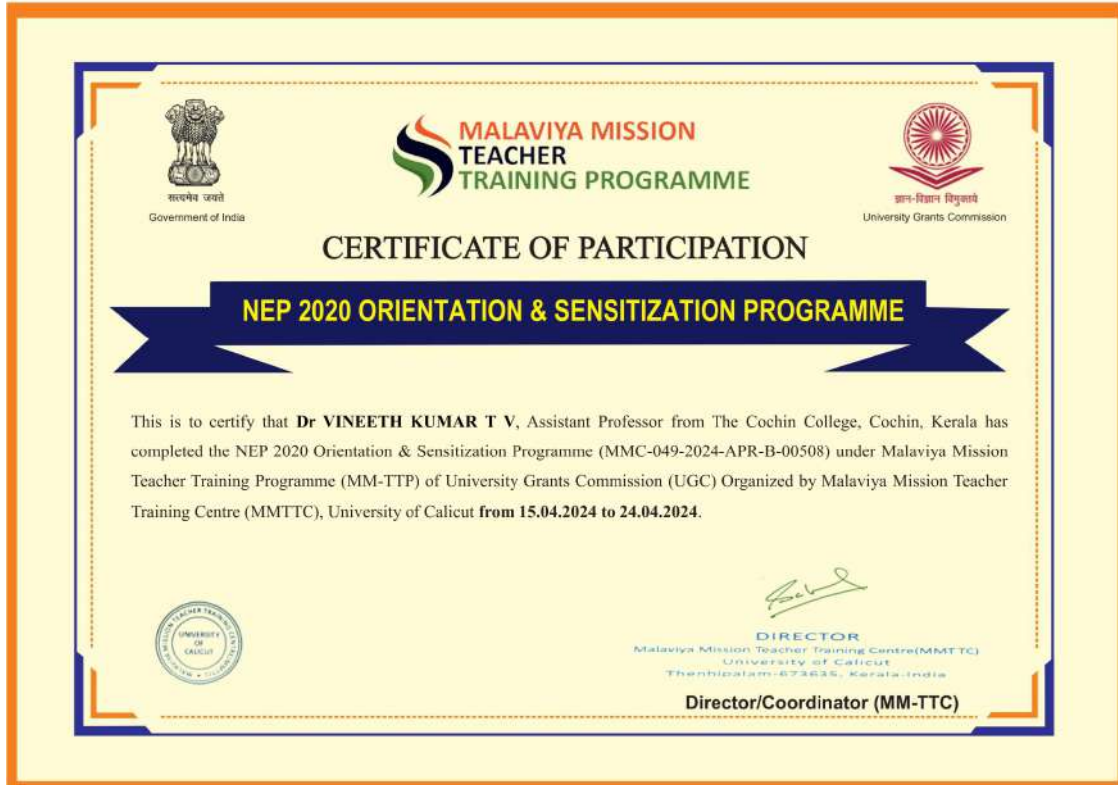 MALAVIYA MISSION
TEACHER
TRAINING PROGRAMME
सत्यमेव जयते
Government of India
ज्ञान-विज्ञान विमुक्तये
University Grants Commission
CERTIFICATE OF PARTICIPATION
NEP 2020 ORIENTATION & SENSITIZATION PROGRAMME
This is to certify that Dr VINEETH KUMAR T V, Assistant Professor from The Cochin College, Cochin, Kerala has
completed the NEP 2020 Orientation & Sensitization Programme (MMC-049-2024-APR-B-00508) under Malaviya Mission
Teacher Training Programme (MM-TTP) of University Grants Commission (UGC) Organized by Malaviya Mission Teacher
Training Centre (MMTTC), University of Calicut from 15.04.2024 to 24.04.2024.
UNIVERSITY
OF
CALICUT
DIRECTOR
Malaviya Mission Teacher Training Centre(MMTTC)
University of Calicut
Thenhipalam-673635, Kerala-India
Director/Coordinator (MM-TTC)